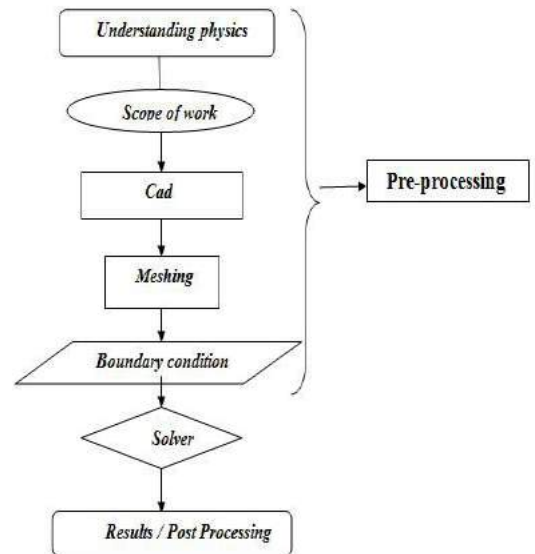 Understanding physics
Scope of work
Cad
Pre-processing
Meshing
Boundary condition
Solver
Results / Post Processing